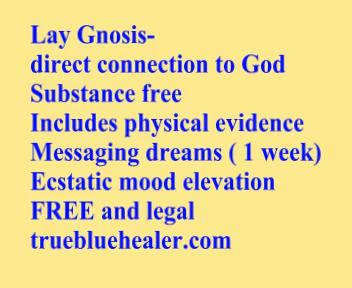 Lay Gnosis-
direct connection to God
Substance free
Includes physical evidence
Messaging dreams ( 1 week)
Ecstatic mood elevation
FREE and legal
truebluehealer.com